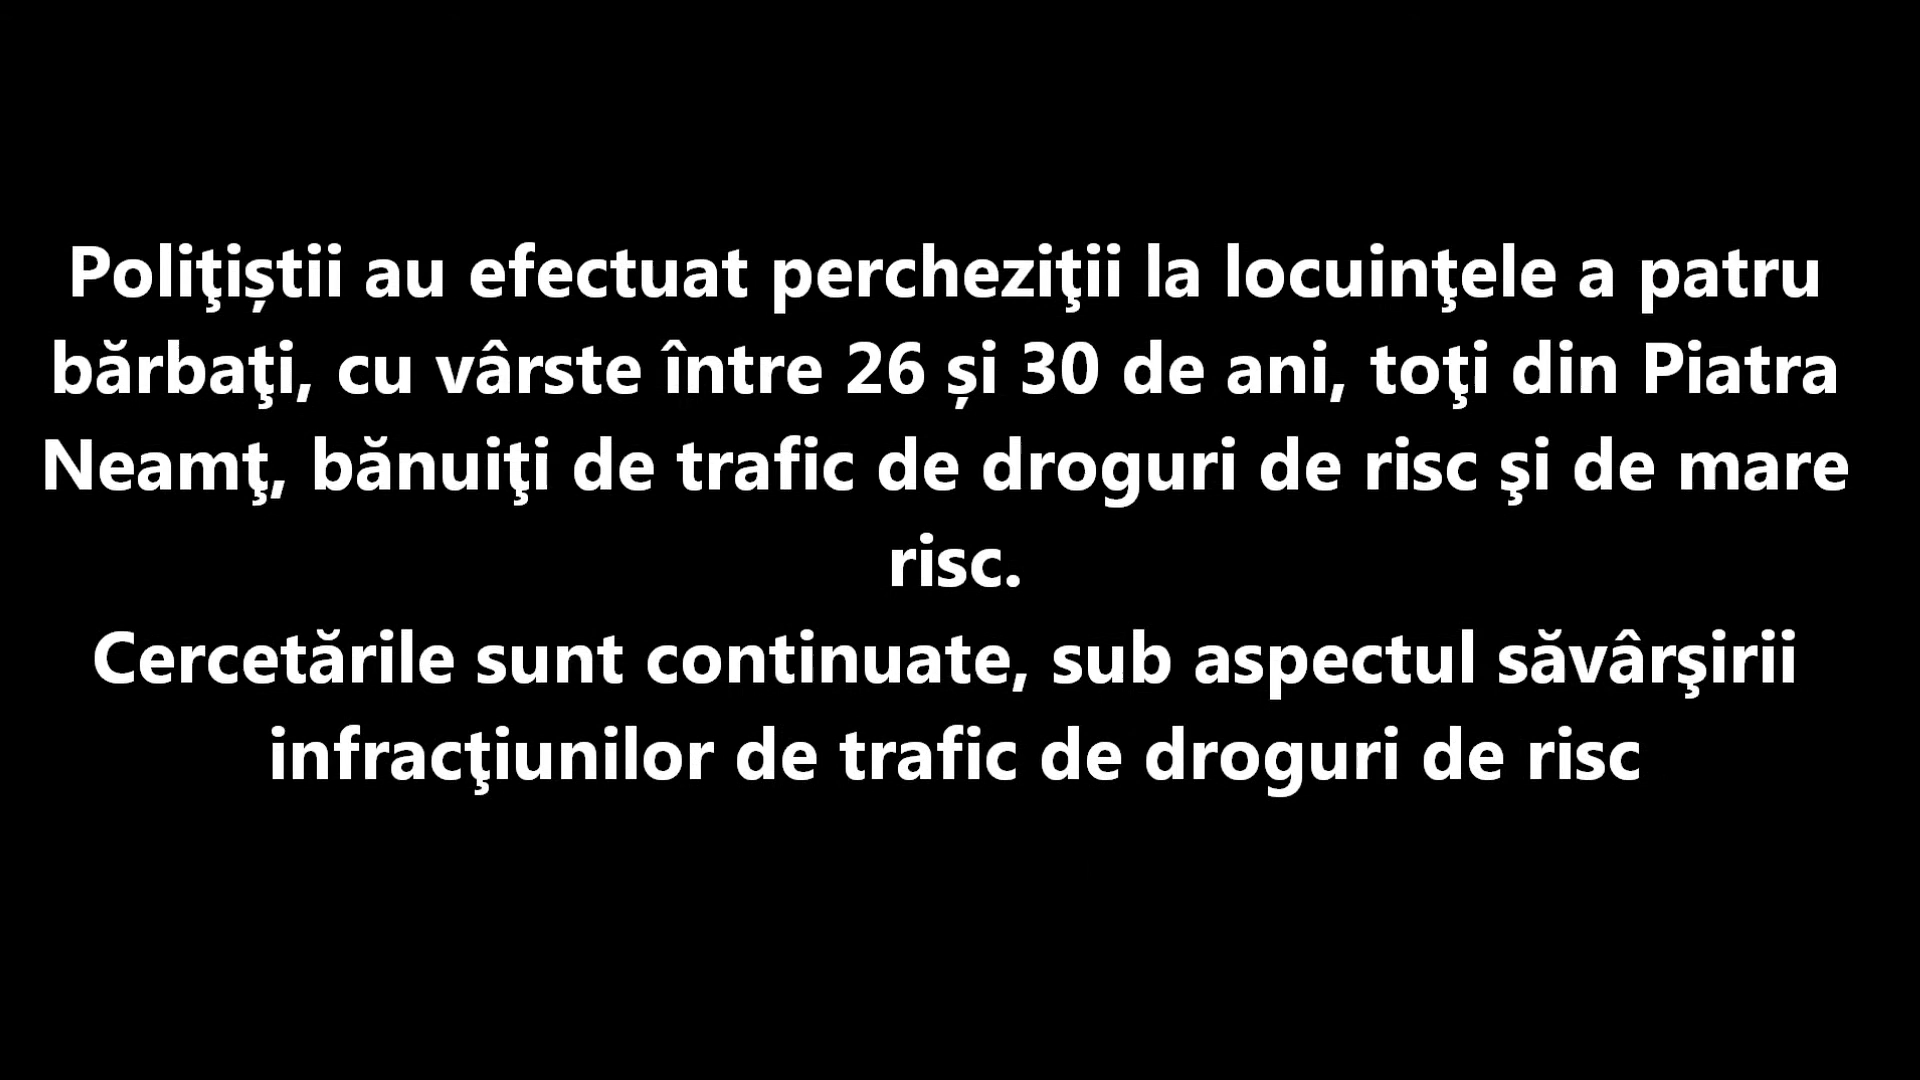 Poliţiștii au efectuat percheziţii la locuinţele a patru
bărbaţi, cu vârste între 26 și 30 de ani, toţi din Piatra
Neamţ, bănuiţi de trafic de droguri de risc şi de mare
risc.
Cercetările sunt continuate, sub aspectul săvârşirii
infracţiunilor de trafic de droguri de risc